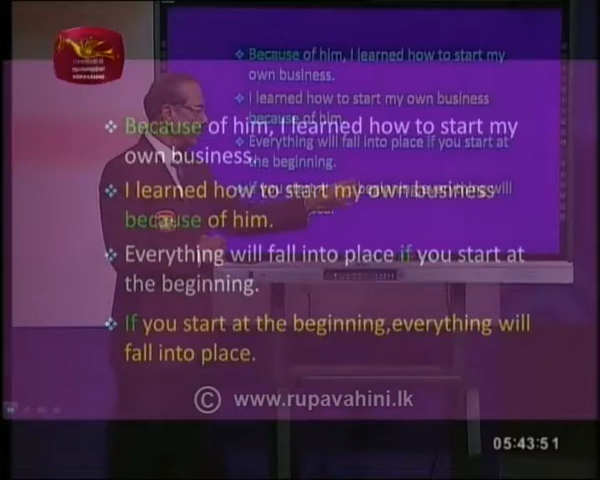 Because of him, I learned how to start my
own business.
I learned how to start my own business
because of him.
Everything will fall into place if you start at
the beginning.
Because of him, I learned how to start my
own business.
I learned how to start my own business
because of him.
Everything will fall into place if you start at
the beginning.
If you start at the beginning,everything will
fall into place.
© www.rupavahini.lk
05:43:51